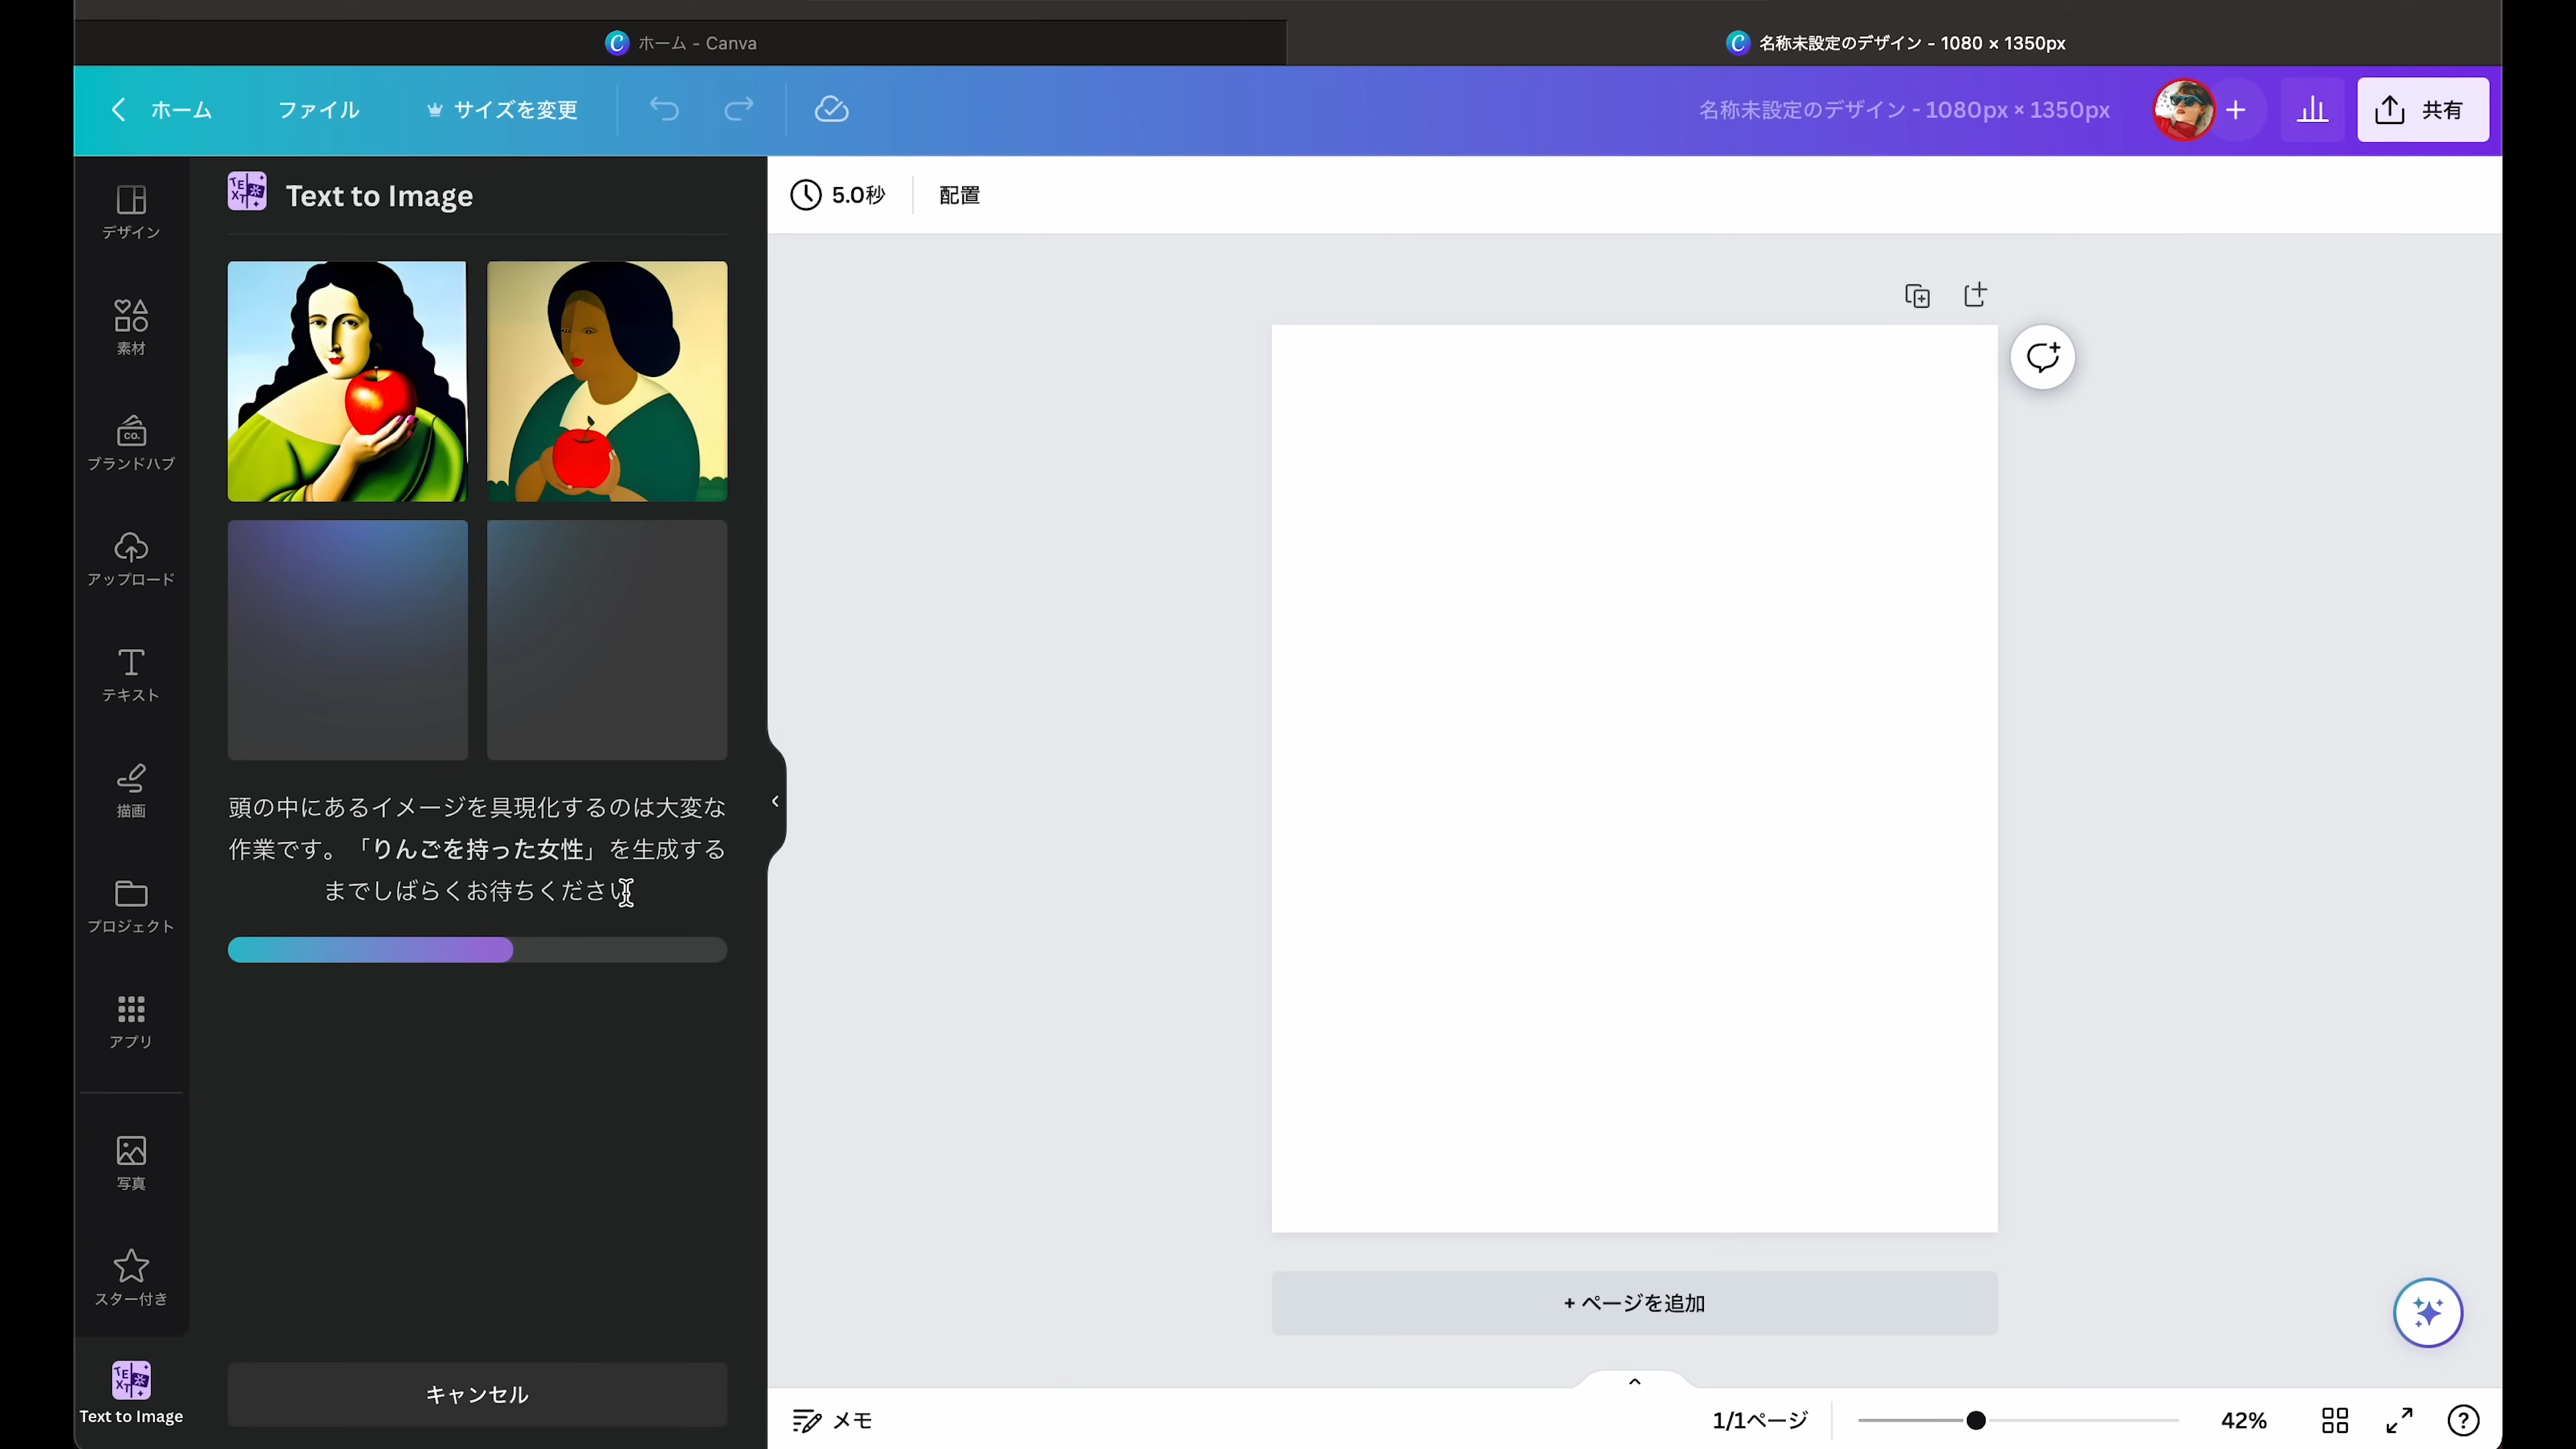 ホーム - Canva
名称未設定のデザイン - 1080 × 1350px
ホーム
ファイル
サイズを変更
名称未設定のデザイン - 1080px × 1350px
共有
デザイン
素材
CO.
ブランドハブ
アップロード
テキスト
描画
プロジェクト
アプリ
写真
スター付き
TEXT
Text to Image
TEXT
Text to Image
頭の中にあるイメージを具現化するのは大変な
作業です。「りんごを持った女性」を生成する
までしばらくお待ちください
キャンセル
5.0秒
配置
+ ページを追加
メモ
1/1ページ
42%